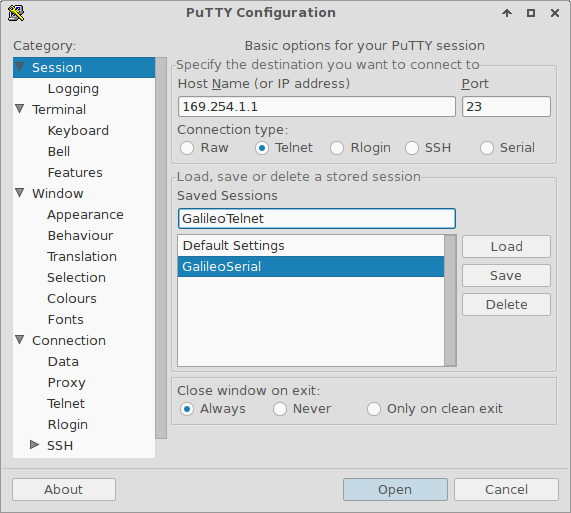 PuTTY Configuration
Category:
Session
Logging
Terminal
Keyboard
Bell
Features
Window
Appearance
Behaviour
Translation
Selection
Colours
Fonts
Connection
Data
Proxy
Telnet
Rlogin
SSH
Basic options for your PuTTY session
Specify the destination you want to connect to
Host Name (or IP address) Port
169.254.1.1 23
Connection type:
Raw Telnet Rlogin SSH Serial
Load, save or delete a stored session
Saved Sessions
GalileoTelnet
Default Settings Load
GalileoSerial Save
Delete
Close window on exit:
Always Never Only on clean exit
About Open Cancel